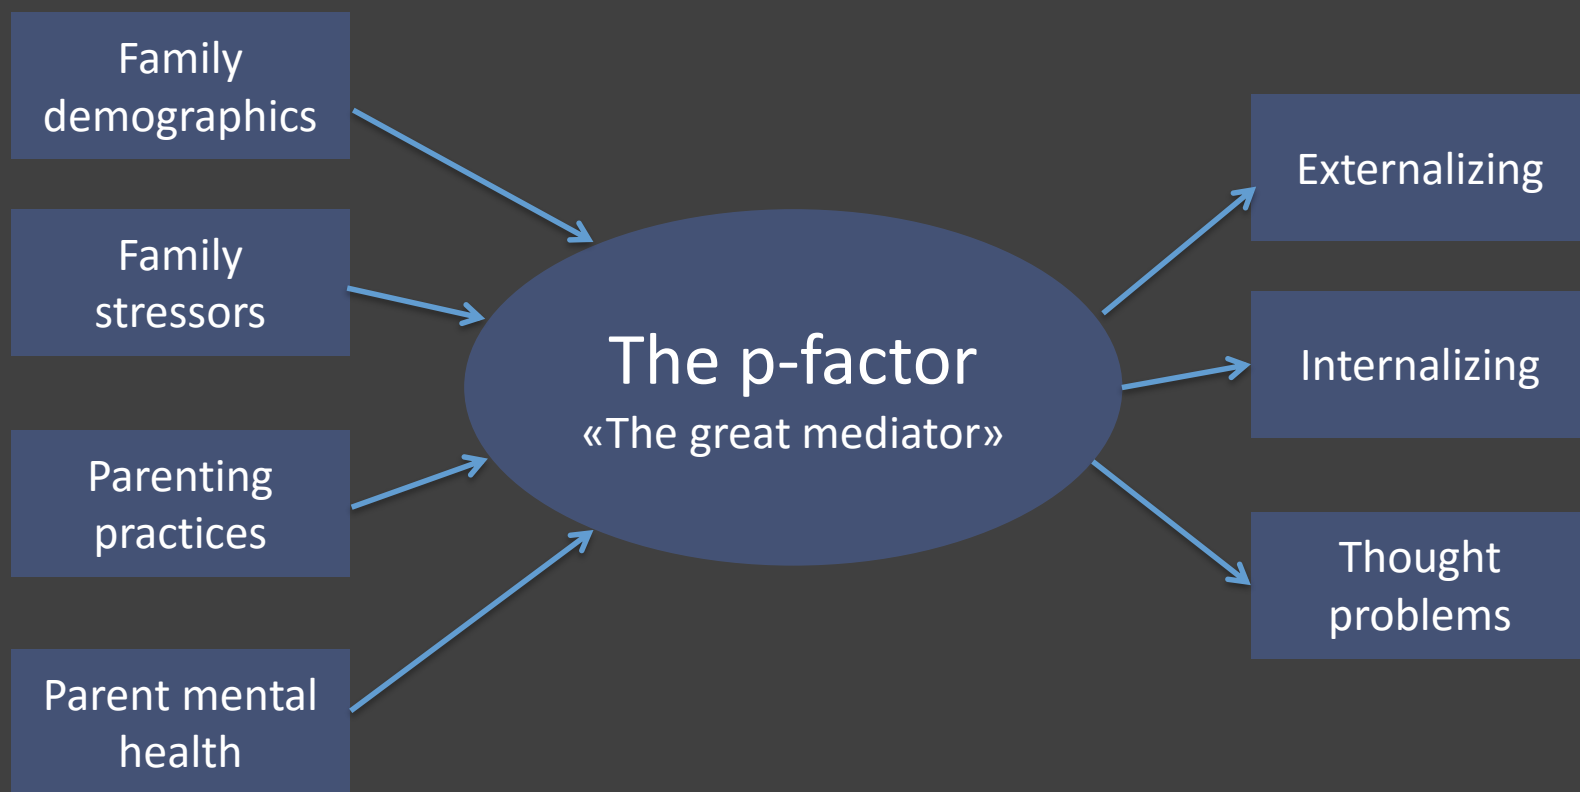 Family
demographics
Family
stressors
Parenting
practices
Parent mental
health
The p-factor
«The great mediator»
Externalizing
Internalizing
Thought
problems